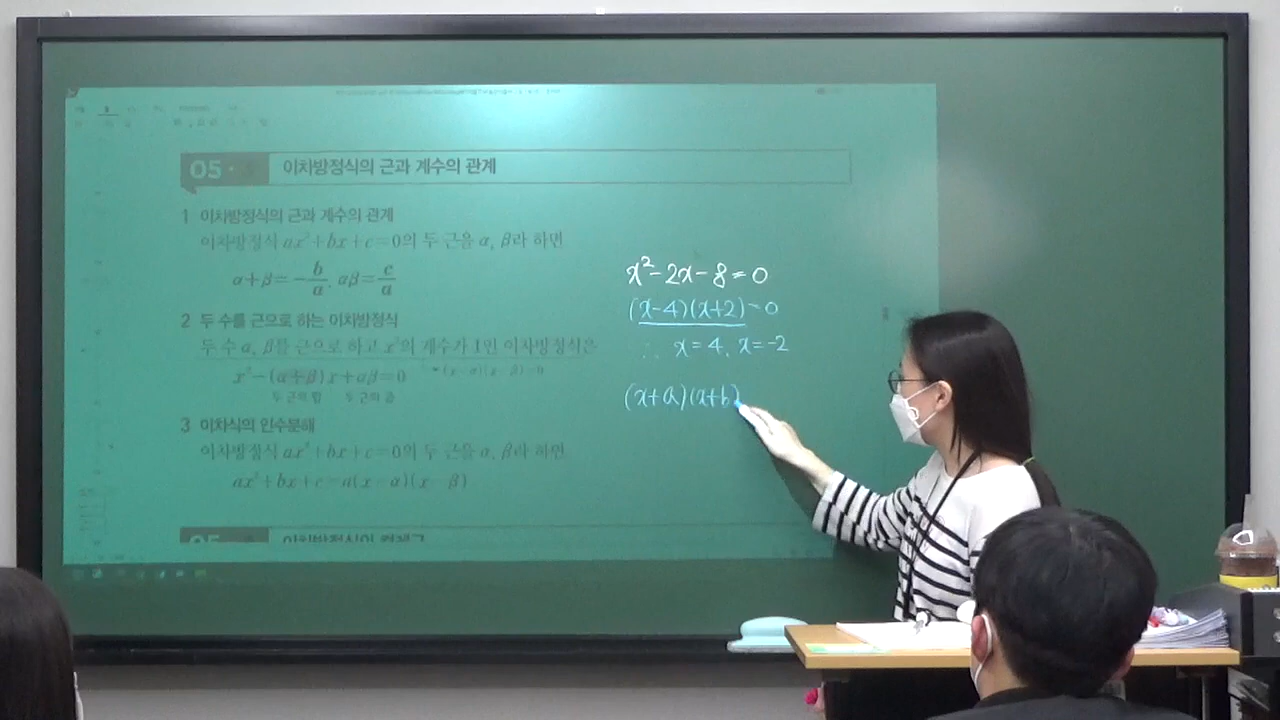 05
이차방정식의 근과 계수의 관계
1 이차방정식의 근과 계수의 관계
이차방정식 ax²+bx+c=0의 두 근을 α, β라 하면
α+β=-b/a, αβ=c/a
2 두 수를 근으로 하는 이차방정식
두 수 α, β를 근으로 하고 x²의 계수가 1인 이차방정식은
x²-(α+β)x+αβ=0
두 근의 합 두 근의 곱
3 이차식의 인수분해
이차방정식 ax²+bx+c=0의 두 근을 α, β라 하면
ax²+bx+c=a(x-α)(x-β)
05
x²-2x-8=0
(x-4)(x+2)=0
∴ x=4, x=-2
(x+a)(x+b)